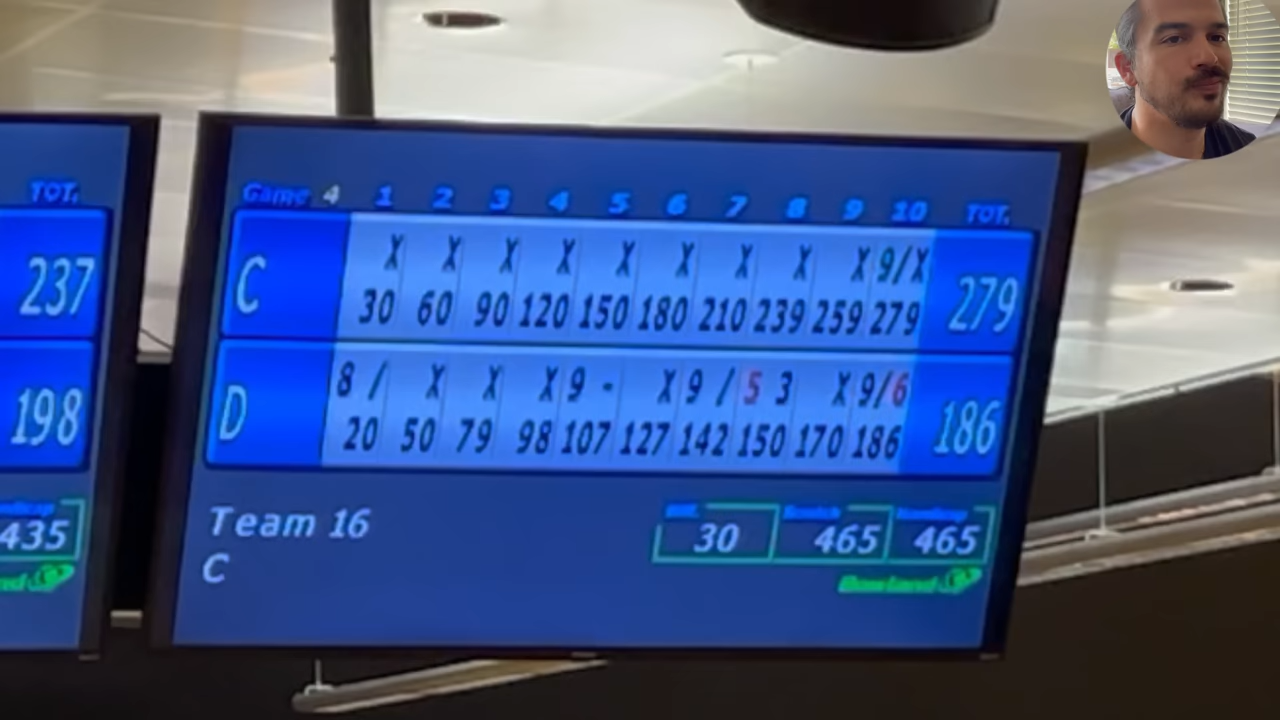 TOT.
237
198
435
Game 4 1 2 3 4 5 6 7 8 9 10 TOT.
C X X X X X X X X X 9/X 279
30 60 90 120 150 180 210 239 259 279
D 8 / X X X 9 - X 9 / 5 3 X 9/6 186
20 50 79 98 107 127 142 150 170 186
Team 16
C
30 465 465